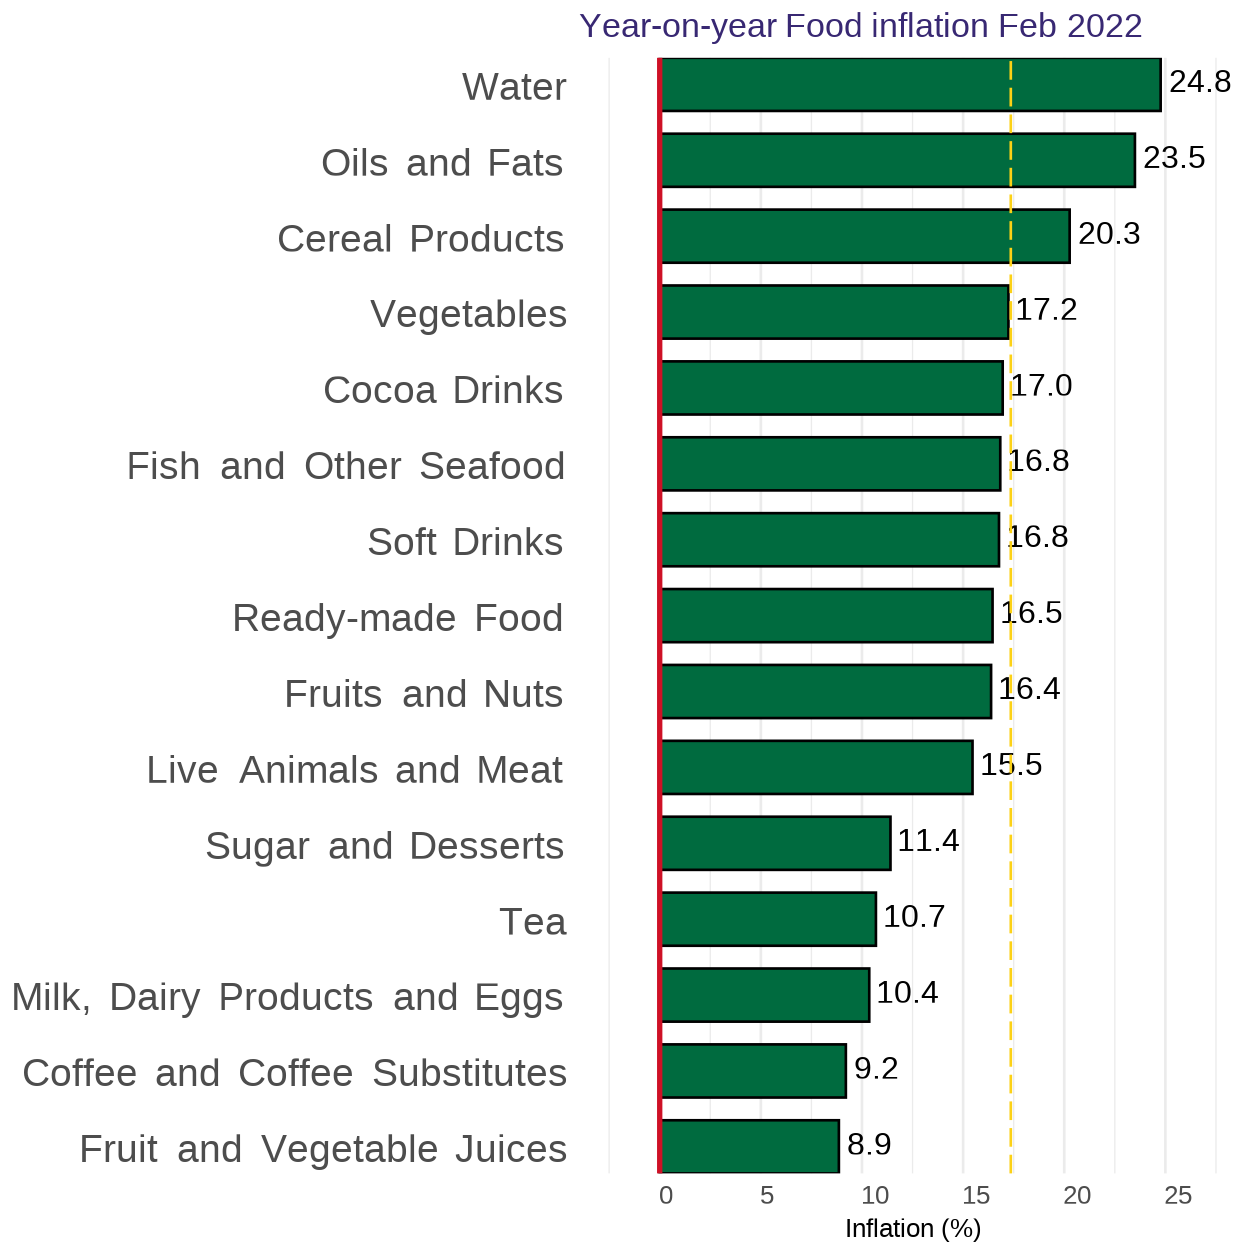 Year-on-year Food inflation Feb 2022
Water 24.8
Oils and Fats 23.5
Cereal Products 20.3
Vegetables 17.2
Cocoa Drinks 17.0
Fish and Other Seafood 16.8
Soft Drinks 16.8
Ready-made Food 16.5
Fruits and Nuts 16.4
Live Animals and Meat 15.5
Sugar and Desserts 11.4
Tea 10.7
Milk, Dairy Products and Eggs 10.4
Coffee and Coffee Substitutes 9.2
Fruit and Vegetable Juices 8.9
0 5 10 15 20 25
Inflation (%)